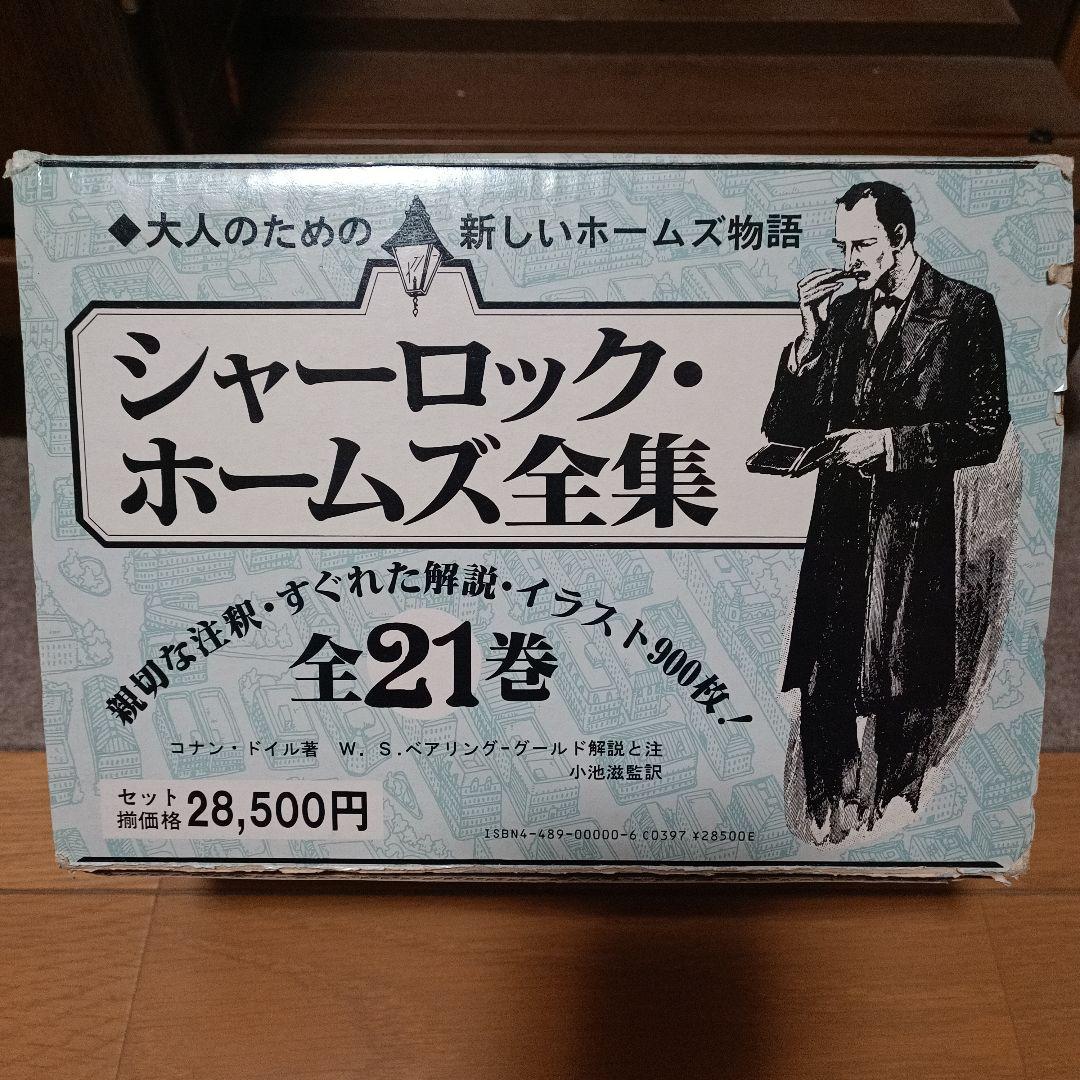 ◆大人のための 新しいホームズ物語
シャーロック・
ホームズ全集
親切な注釈・すぐれた解説・イラスト900枚!
全21巻
コナン・ドイル著 W. S.ベアリング-グールド解説と注
小池滋監訳
セット
揃価格 28,500円
ISBN4-489-00000-6 C0397 ¥28500E